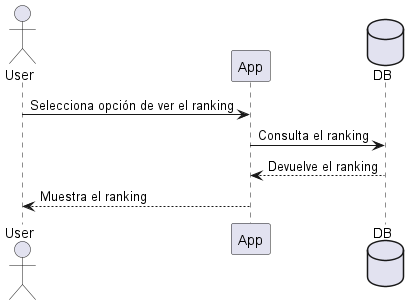 User
App
DB
Selecciona opción de ver el ranking
Consulta el ranking
Devuelve el ranking
Muestra el ranking
User
App
DB